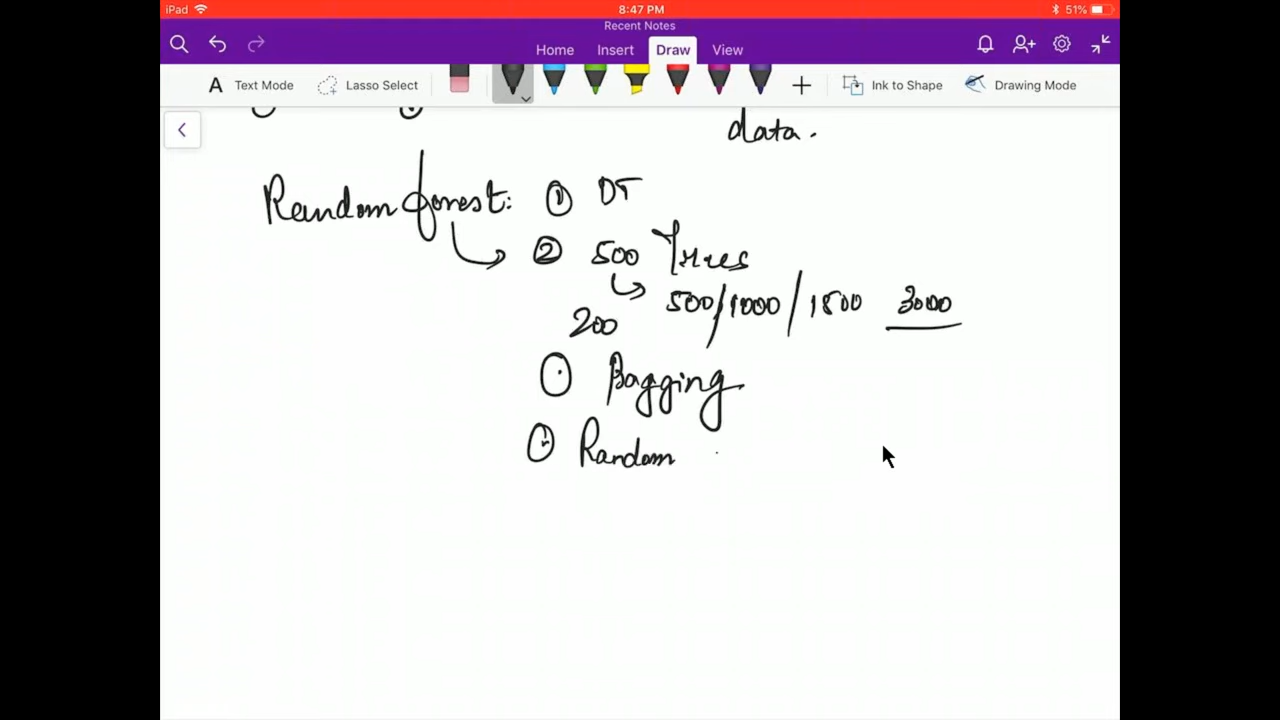 iPad 8:47 PM 51%
Recent Notes
Home Insert Draw View
Text Mode Lasso Select Ink to Shape Drawing Mode
data.
Random forest: ① DT
② 500 Trees
500/1000/1500 3000
200
Bagging
Random